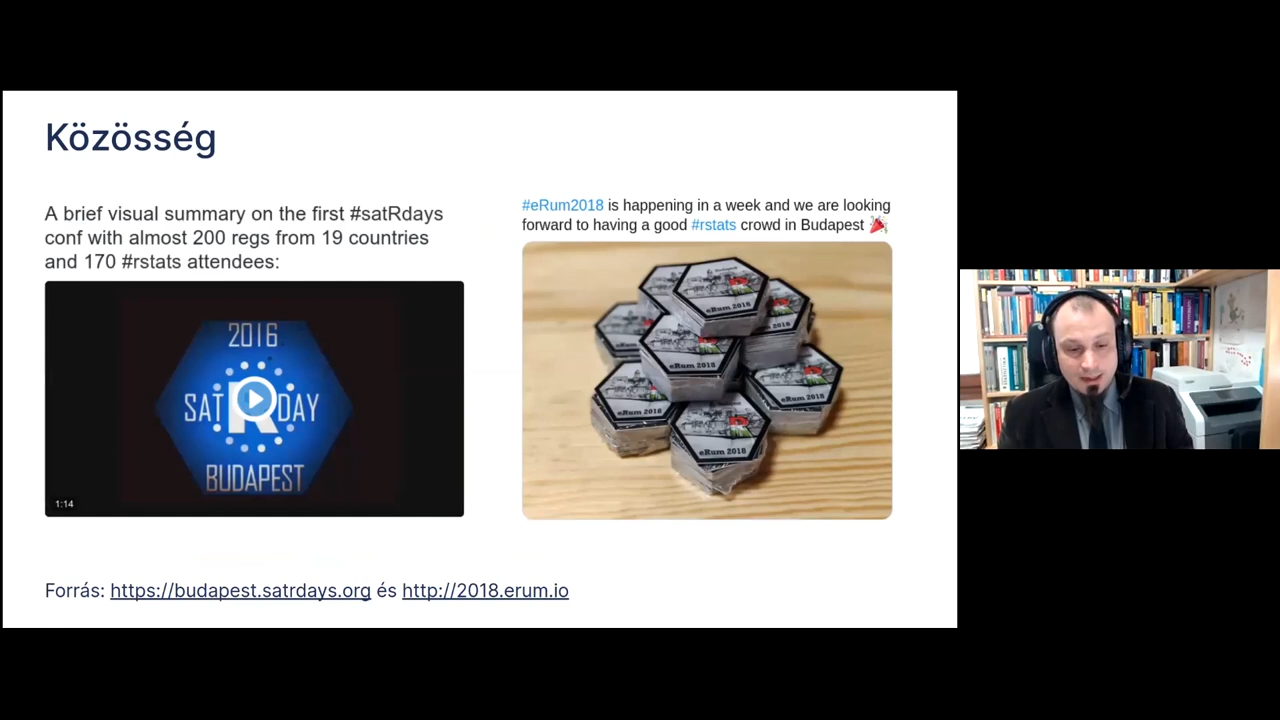 Közösség
A brief visual summary on the first #satRdays
conf with almost 200 regs from 19 countries
and 170 #rstats attendees:
2016
SATRDAY
BUDAPEST
1:14
#eRum2018 is happening in a week and we are looking
forward to having a good #rstats crowd in Budapest 🎉
eRum 2018
eRum 2018
eRum 2018
eRum 2018
eRum 2018
eRum 2018
Forrás: https://budapest.satrdays.org és http://2018.erum.io